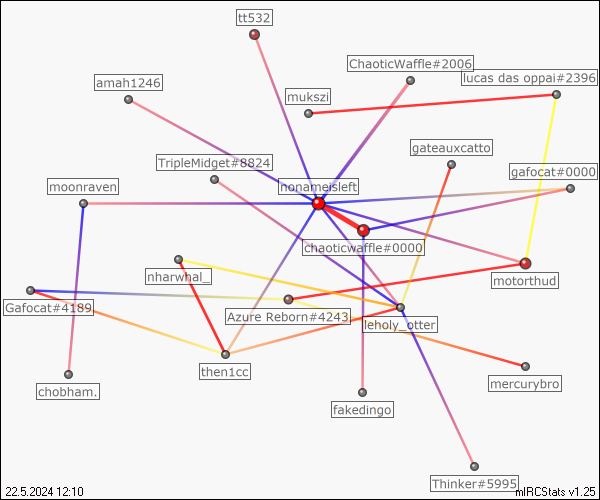 tt532
ChaoticWaffle#2006
lucas das oppai#2396
amah1246
mukszi
gateauxcatto
TripleMidget#8824
gafocat#0000
moonraven
nonameisleft
chaoticwaffle#0000
nharwhal_
motorthud
Gafocat#4189
Azure Reborn#4243
leholy_otter
then1cc
mercurybro
chobham.
fakedingo
Thinker#5995
22.5.2024 12:10
mIRCStats v1.25